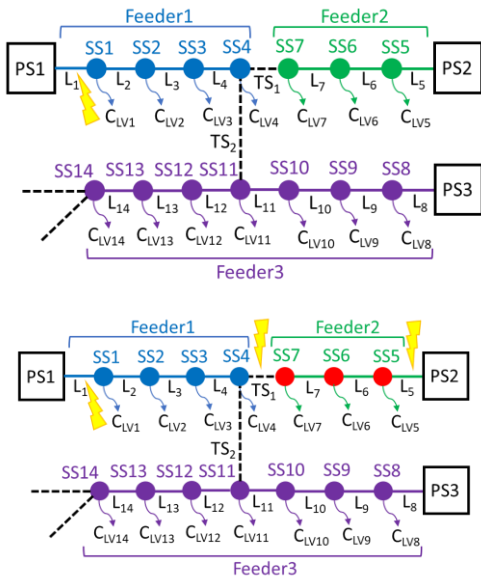 Feeder1 Feeder2
SS1 SS2 SS3 SS4 SS7 SS6 SS5
PS1 PS2
L1 L2 L3 L4 TS1 L7 L6 L5
CLV1 CLV2 CLV3 CLV4 CLV7 CLV6 CLV5
TS2
SS14 SS13 SS12 SS11 SS10 SS9 SS8
PS3
L14 L13 L12 L11 L10 L9 L8
CLV14 CLV13 CLV12 CLV11 CLV10 CLV9 CLV8
Feeder3
Feeder1 Feeder2
SS1 SS2 SS3 SS4 SS7 SS6 SS5
PS1 PS2
L1 L2 L3 L4 TS1 L7 L6 L5
CLV1 CLV2 CLV3 CLV4 CLV7 CLV6 CLV5
TS2
SS14 SS13 SS12 SS11 SS10 SS9 SS8
PS3
L14 L13 L12 L11 L10 L9 L8
CLV14 CLV13 CLV12 CLV11 CLV10 CLV9 CLV8
Feeder3